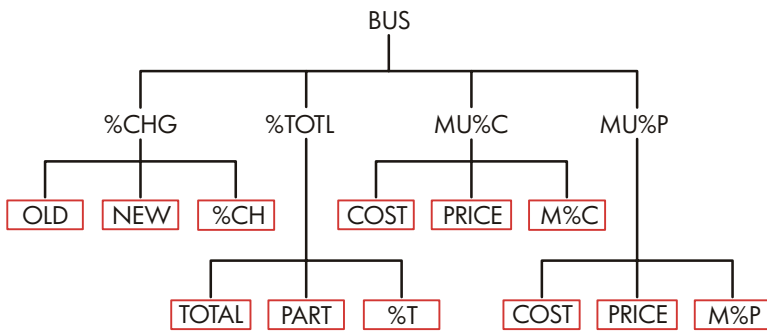 BUS
%CHG %TOTL MU%C MU%P
OLD NEW %CH COST PRICE M%C
TOTAL PART %T COST PRICE M%P